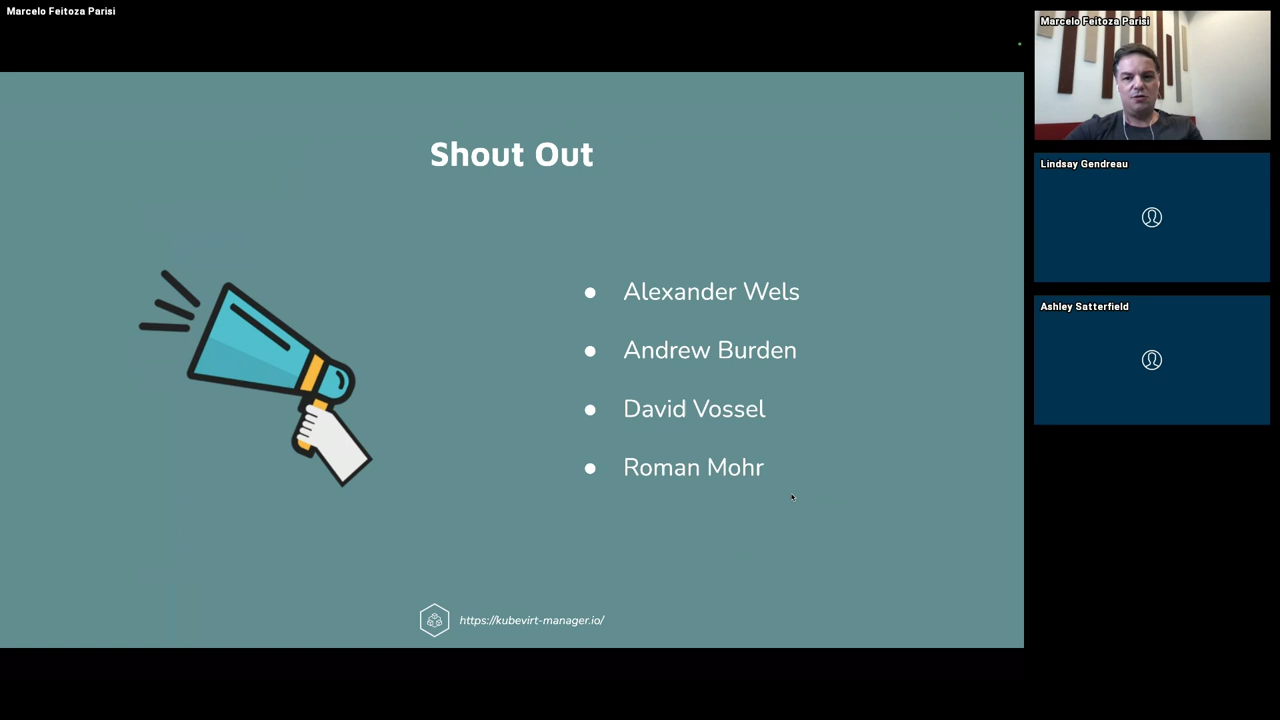 Marcelo Feitoza Parisi
Marcelo Feitoza Parisi
Shout Out
Lindsay Gendreau
● Alexander Wels
Ashley Satterfield
● Andrew Burden
● David Vossel
● Roman Mohr
https://kubevirt-manager.io/